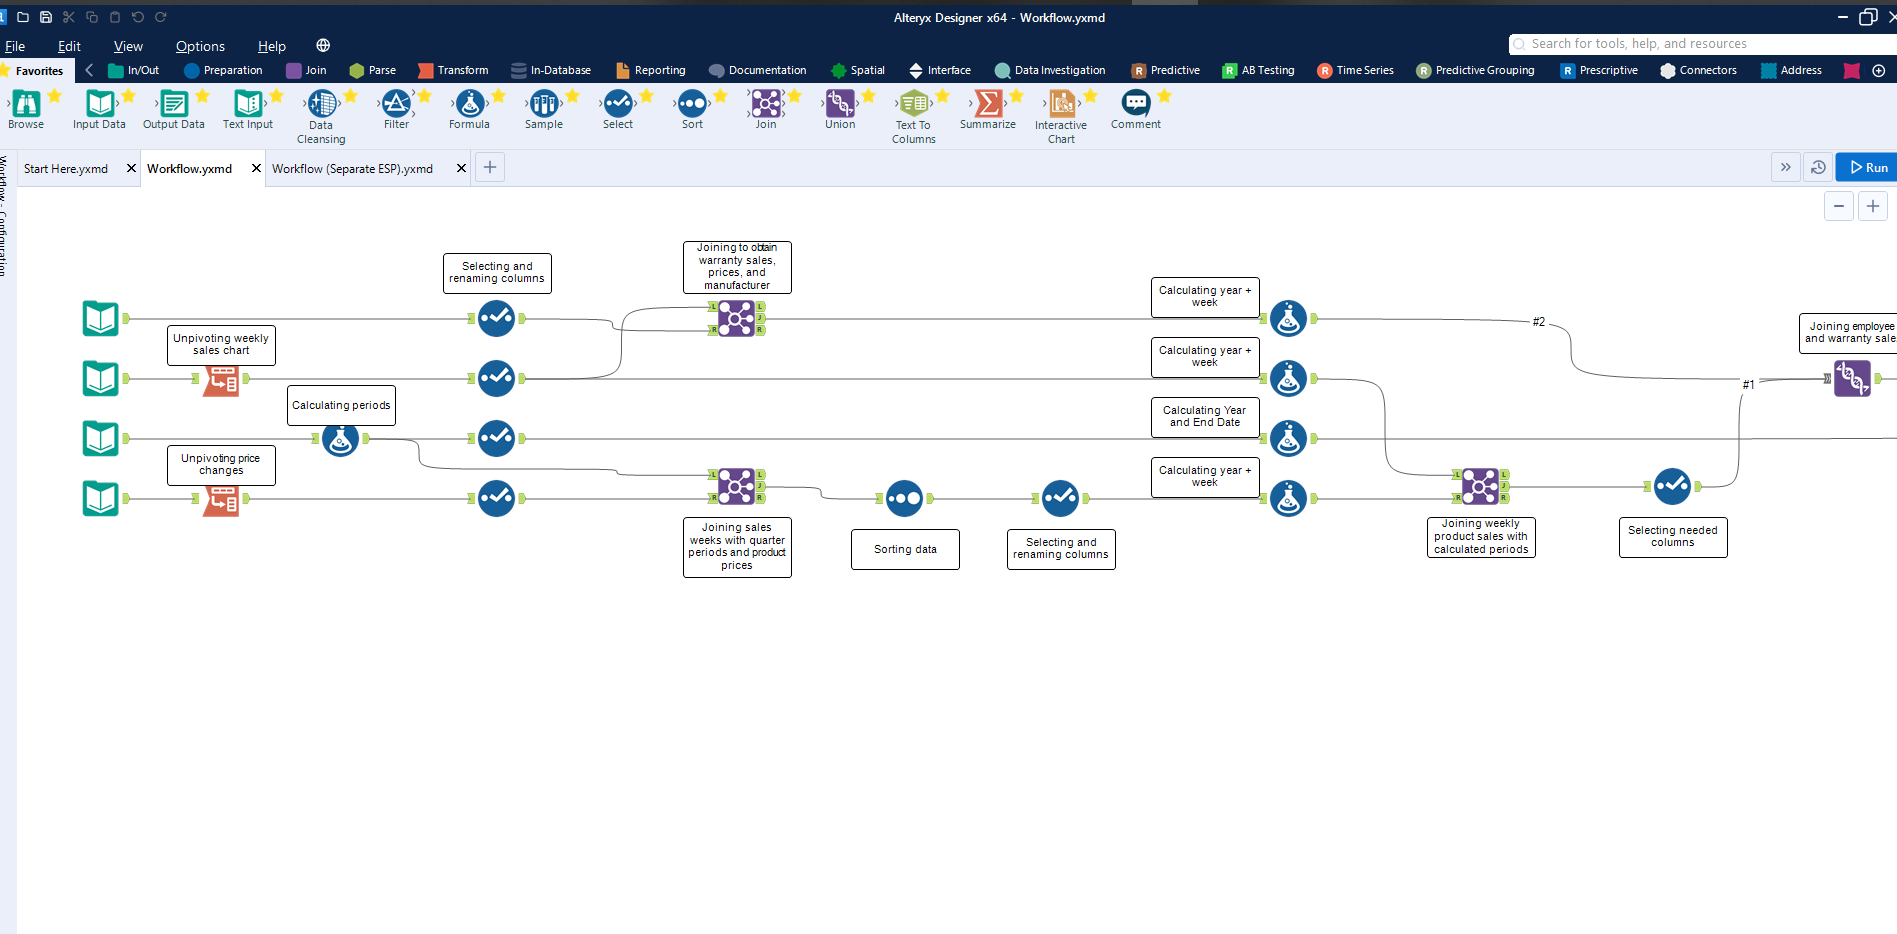 Alteryx Designer x64 - Workflow.yxmd
File Edit View Options Help
Search for tools, help, and resources
Favorites In/Out Preparation Join Parse Transform In-Database Reporting Documentation Spatial Interface Data Investigation Predictive AB Testing Time Series Predictive Grouping Prescriptive Connectors Address
Browse Input Data Output Data Text Input Data Cleansing Filter Formula Sample Select Sort Join Union Text To Columns Summarize Interactive Chart Comment
Start Here.yxmd Workflow.yxmd Workflow (Separate ESP).yxmd
Run
Workflow - Configuration
Selecting and
renaming columns
Joining to obtain
warranty sales,
prices, and
manufacturer
Calculating year +
week
#2
Joining employee
and warranty sale
Unpivoting weekly
sales chart
Calculating year +
week
#1
Calculating periods
Calculating Year
and End Date
Unpivoting price
changes
Calculating year +
week
L J R
L J R
L J R
Joining sales
weeks with quarter
periods and product
prices
Sorting data
Selecting and
renaming columns
Joining weekly
product sales with
calculated periods
Selecting needed
columns